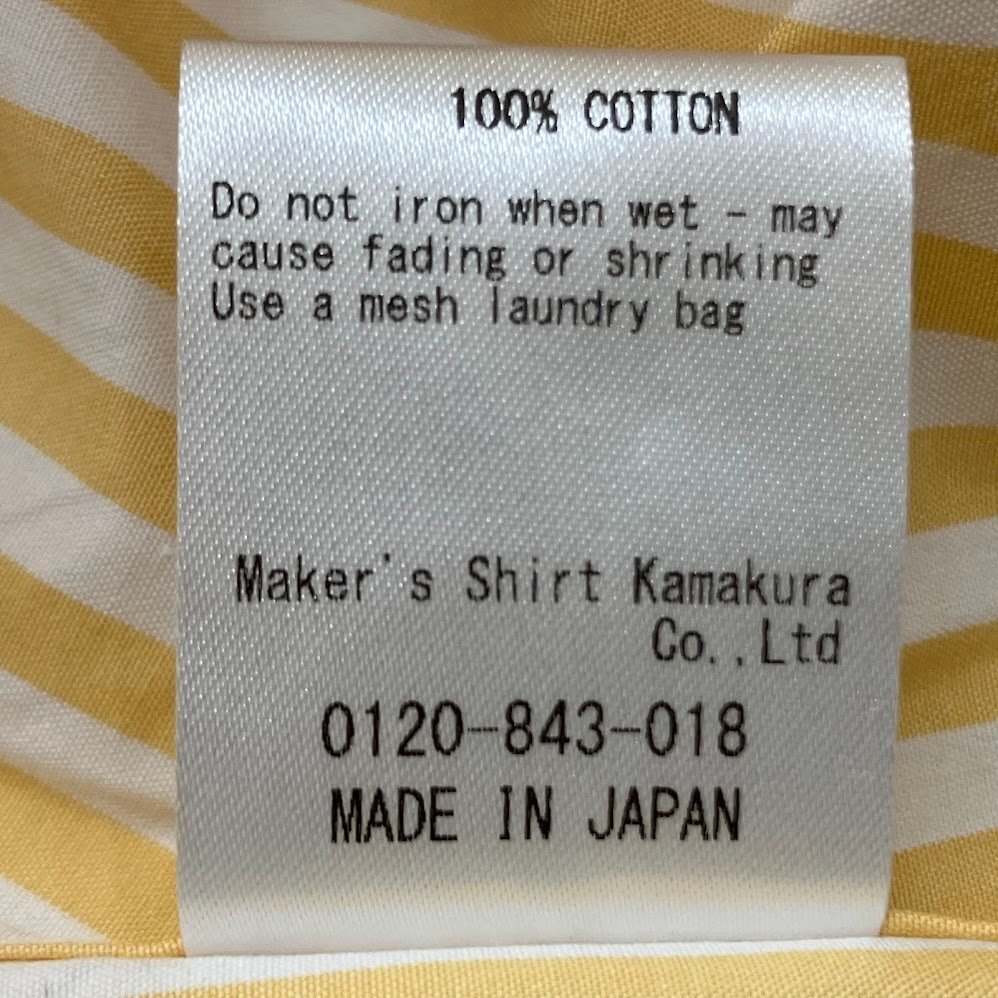 100% COTTON
Do not iron when wet - may
cause fading or shrinking
Use a mesh laundry bag
Maker's Shirt Kamakura
Co.,Ltd
0120-843-018
MADE IN JAPAN